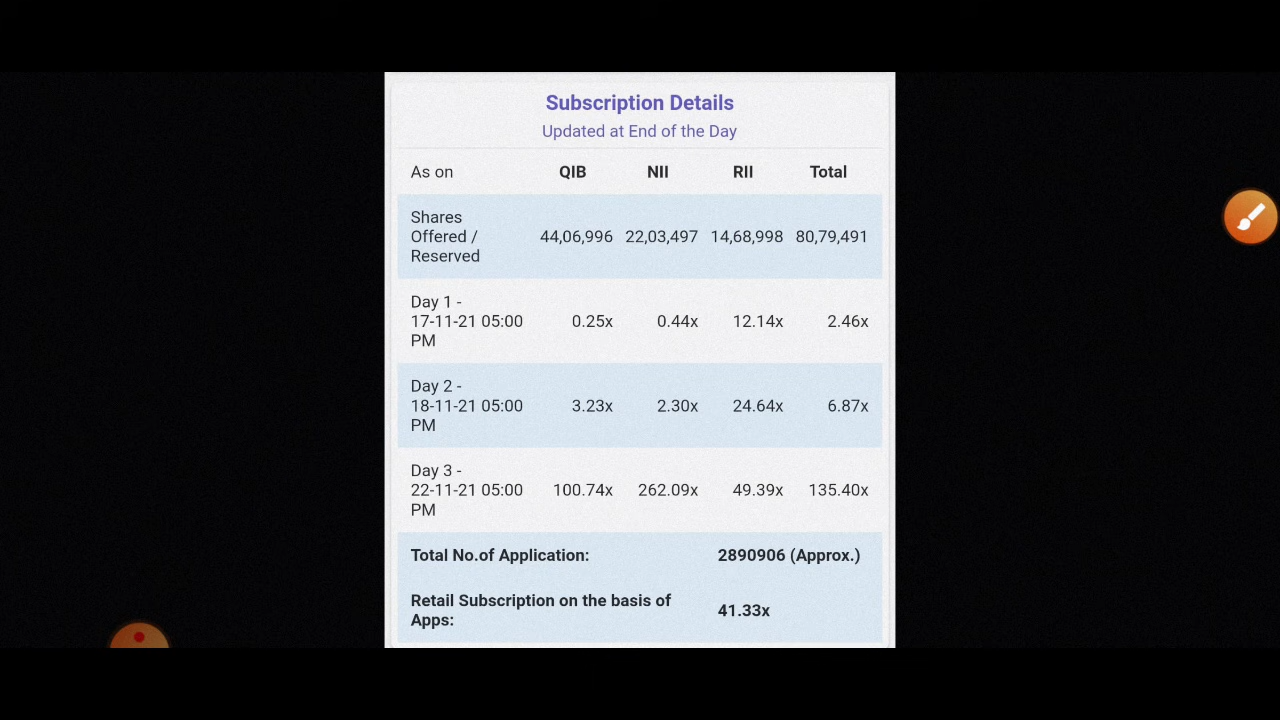 Subscription Details
Updated at End of the Day
As on QIB NII RII Total
Shares
Offered / 44,06,996 22,03,497 14,68,998 80,79,491
Reserved
Day 1 -
17-11-21 05:00 0.25x 0.44x 12.14x 2.46x
PM
Day 2 -
18-11-21 05:00 3.23x 2.30x 24.64x 6.87x
PM
Day 3 -
22-11-21 05:00 100.74x 262.09x 49.39x 135.40x
PM
Total No.of Application: 2890906 (Approx.)
Retail Subscription on the basis of
Apps: 41.33x